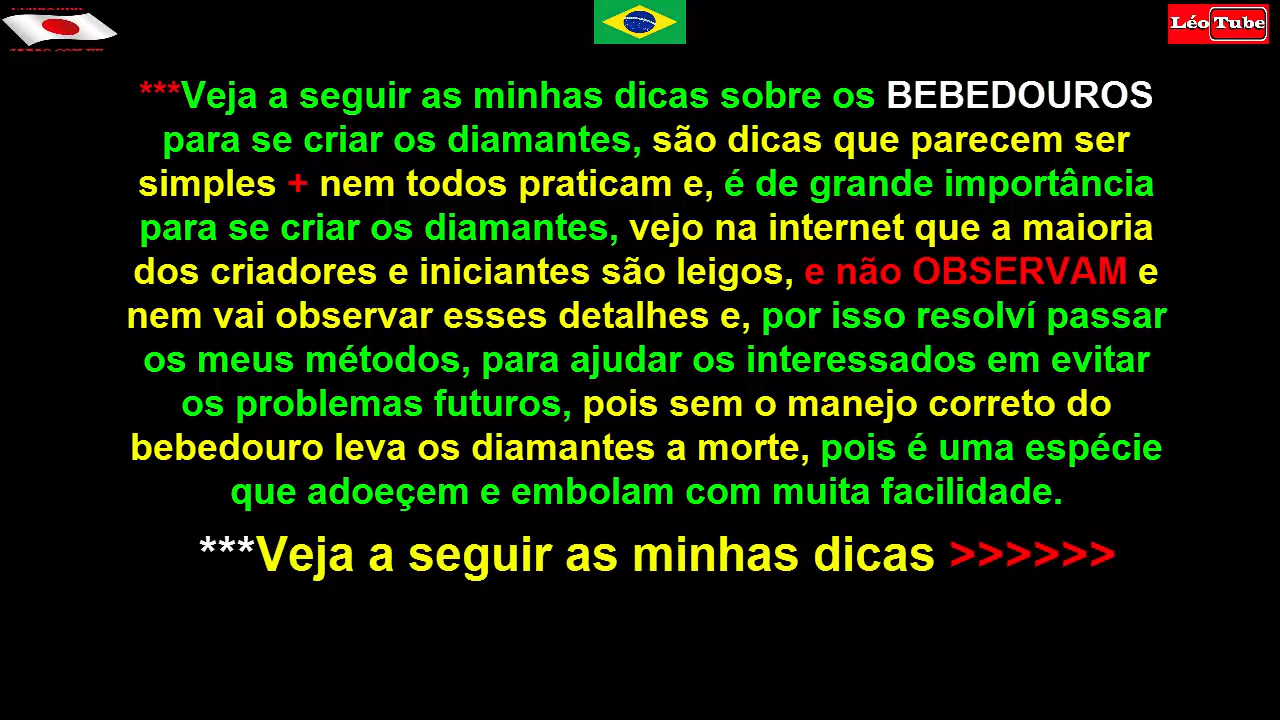 Léo Tube
***Veja a seguir as minhas dicas sobre os BEBEDOUROS
para se criar os diamantes, são dicas que parecem ser
simples + nem todos praticam e, é de grande importância
para se criar os diamantes, vejo na internet que a maioria
dos criadores e iniciantes são leigos, e não OBSERVAM e
nem vai observar esses detalhes e, por isso resolví passar
os meus métodos, para ajudar os interessados em evitar
os problemas futuros, pois sem o manejo correto do
bebedouro leva os diamantes a morte, pois é uma espécie
que adoeçem e embolam com muita facilidade.
***Veja a seguir as minhas dicas >>>>>>